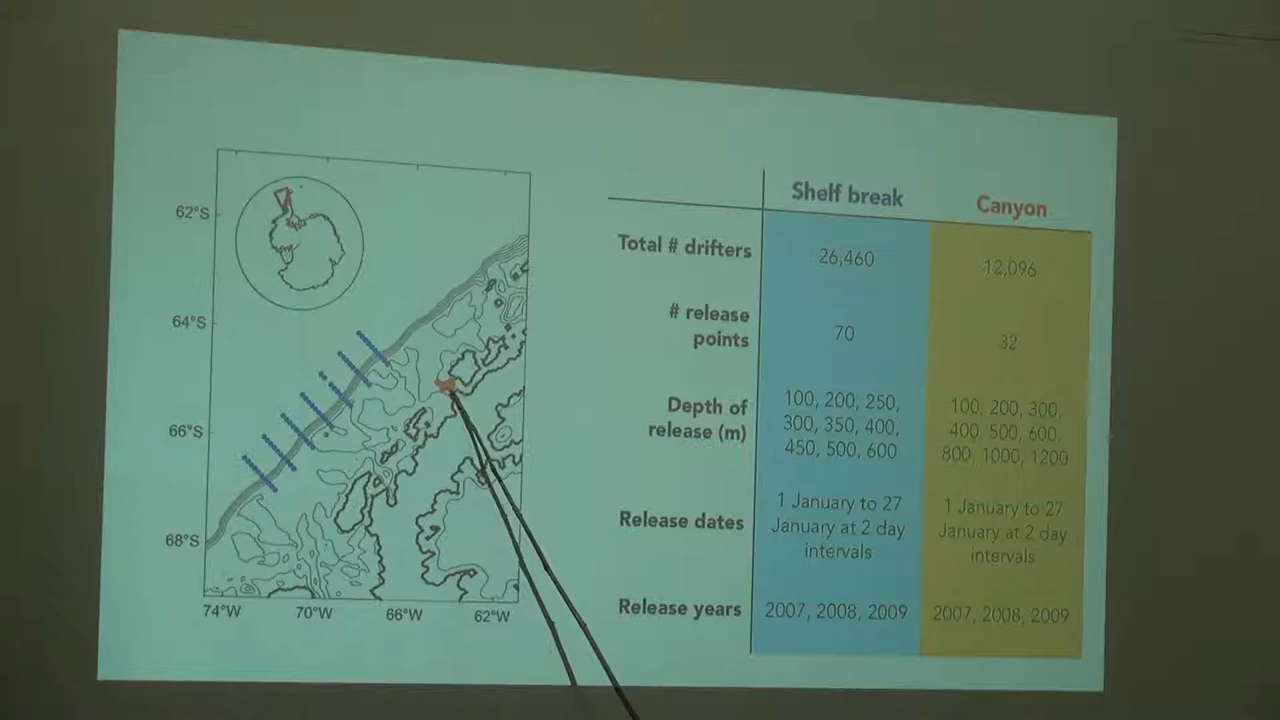 62°S
64°S
66°S
68°S
74°W 70°W 66°W 62°W
Shelf break Canyon
Total # drifters 26,460 12,096
# release
points 70 32
Depth of
release (m)
100, 200, 250,
300, 350, 400,
450, 500, 600
100, 200, 300,
400, 500, 600,
800, 1000, 1200
Release dates
1 January to 27
January at 2 day
intervals
1 January to 27
January at 2 day
intervals
Release years 2007, 2008, 2009 2007, 2008, 2009